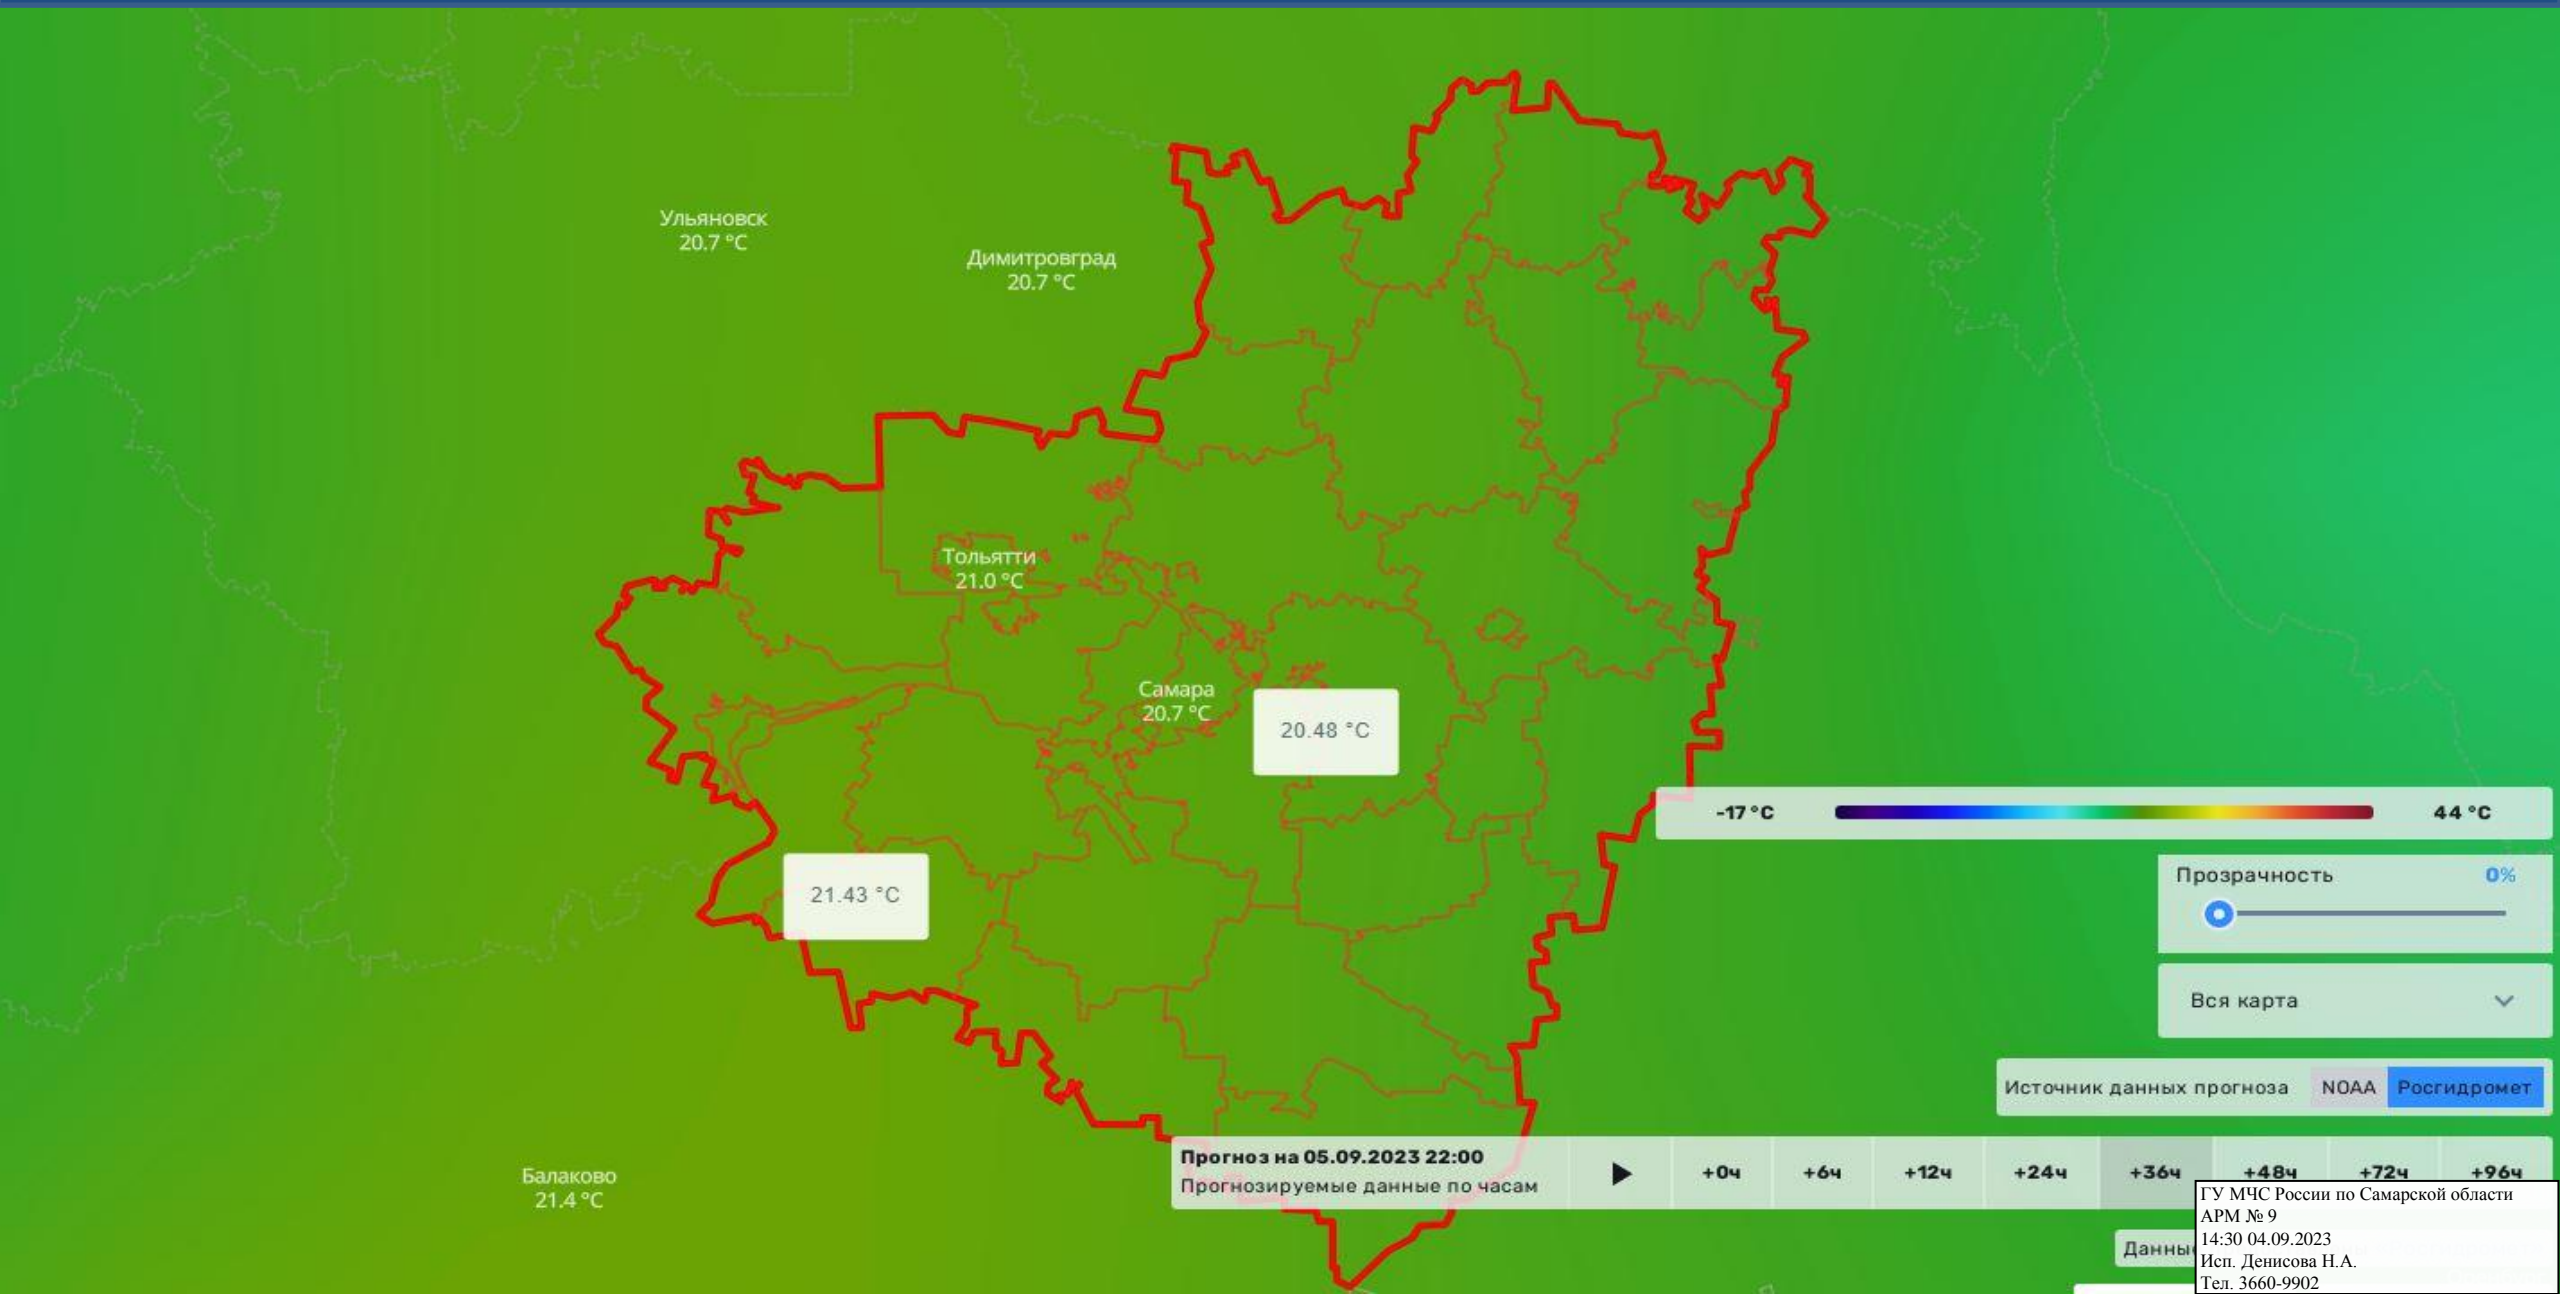 Ульяновск
20.7 °C
Димитровград
20.7 °C
Тольятти
21.0 °C
Самара
20.7 °C
20.48 °C
-17 °C
44 °C
21.43 °C
Прозрачность 0%
Вся карта
Источник данных прогноза NOAA Росгидромет
Балаково
21.4 °C
Прогноз на 05.09.2023 22:00
Прогнозируемые данные по часам
+0ч +6ч +12ч +24ч +36ч +48ч +72ч +96ч
ГУ МЧС России по Самарской области
АРМ № 9
14:30 04.09.2023
Исп. Денисова Н.А.
Тел. 3660-9902